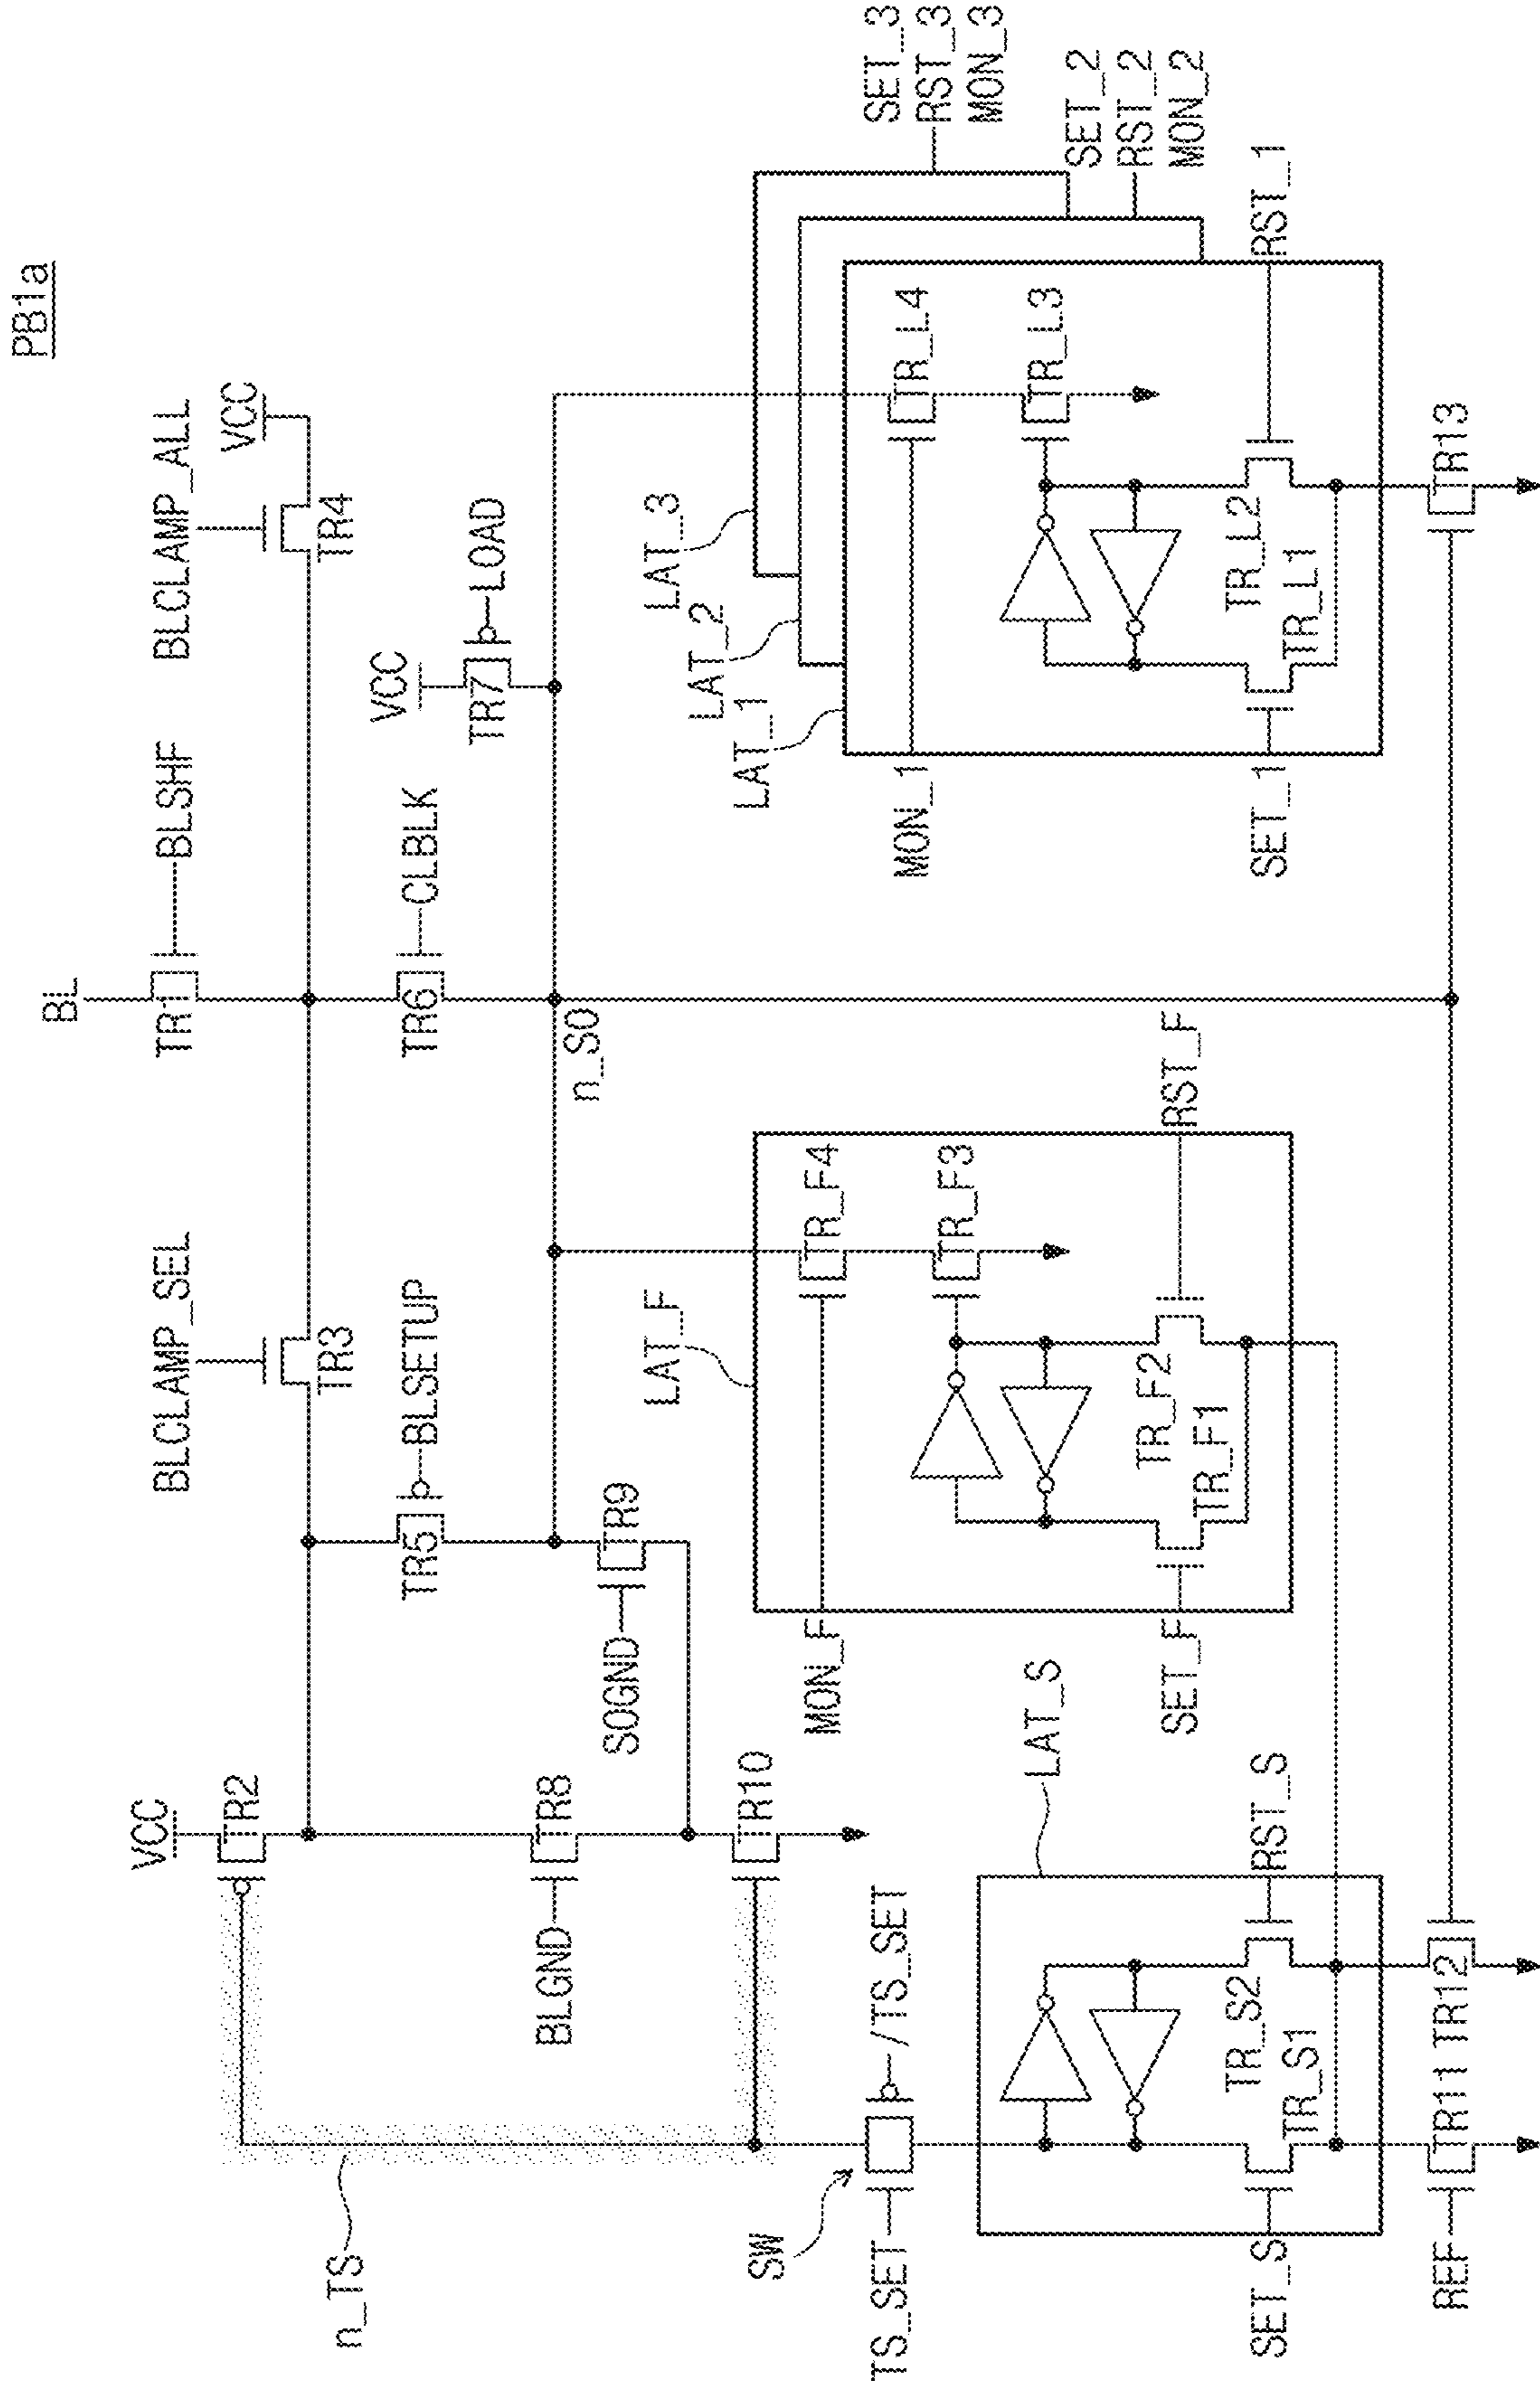 PB1a
BL
BLSHF
TR1
BLCLAMP_SEL
TR3
BLCLAMP_ALL
TR4
VCC
VCC
TR2
TR5
BLSETUP
TR6
CLBLK
VCC
TR7
LOAD
n_SO
BLGND
TR8
SOGND
TR9
TR10
n_TS
SW
TS_SET
/TS_SET
LAT_F
MON_F
TR_F4
TR_F3
TR_F2
TR_F1
SET_F
RST_F
LAT_S
TR_S2
TR_S1
SET_S
RST_S
LAT_3
LAT_2
LAT_1
MON_1
TR_L4
TR_L3
TR_L2
TR_L1
SET_1
RST_1
SET_3
RST_3
MON_3
SET_2
RST_2
MON_2
REF
TR11
TR12
TR13